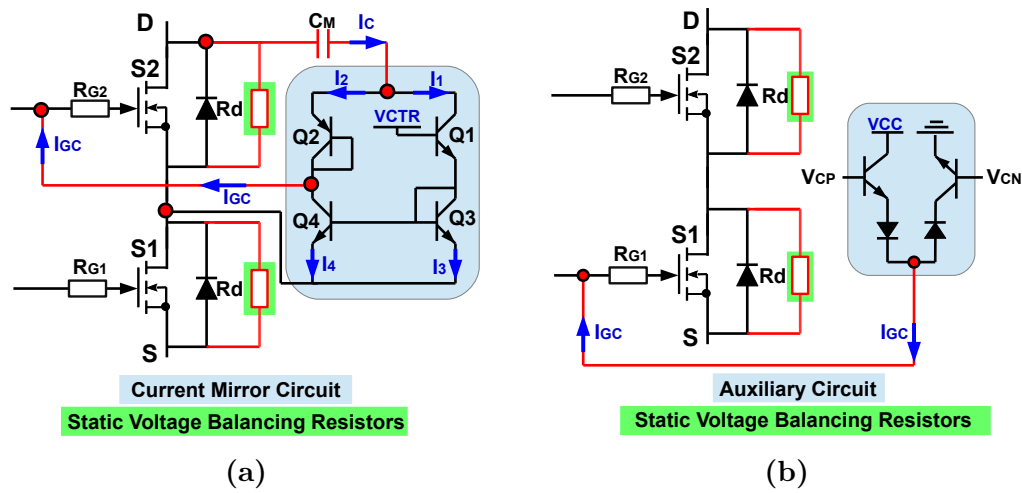 D
CM
IC
S2
RG2
Rd
I2
I1
VCTR
Q2
Q1
IGC
IGC
Q4
Q3
S1
RG1
Rd
I4
I3
S
Current Mirror Circuit
Static Voltage Balancing Resistors
(a)
D
S2
RG2
Rd
VCC
VCP
VCN
S1
RG1
Rd
IGC
IGC
S
Auxiliary Circuit
Static Voltage Balancing Resistors
(b)